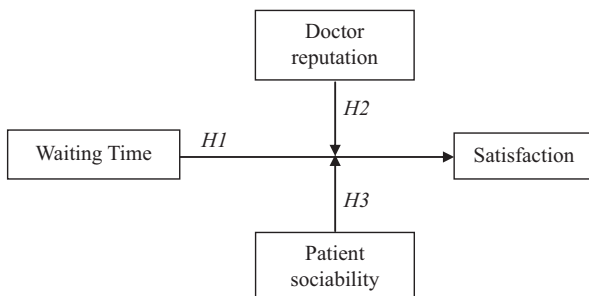 Doctor
reputation
H2
H1
Waiting Time
Satisfaction
H3
Patient
sociability